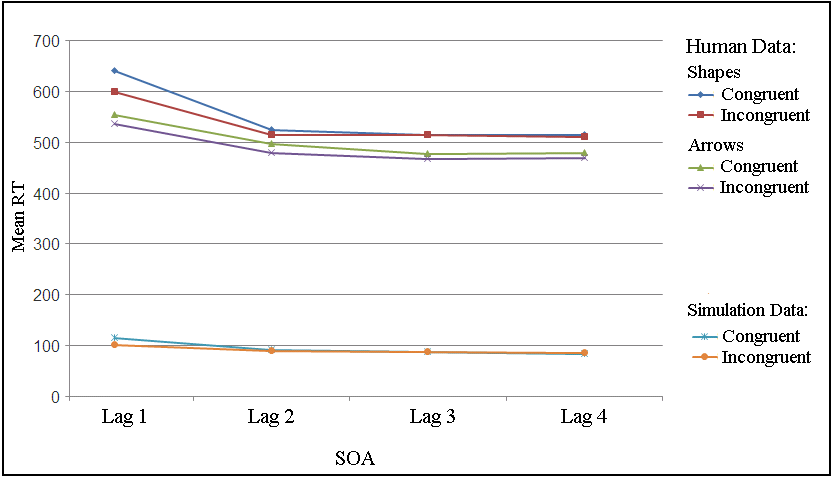 700
600
500
400
300
200
100
0
Mean RT
Lag 1 Lag 2 Lag 3 Lag 4
SOA
Human Data:
Shapes
Congruent
Incongruent
Arrows
Congruent
Incongruent
Simulation Data:
Congruent
Incongruent